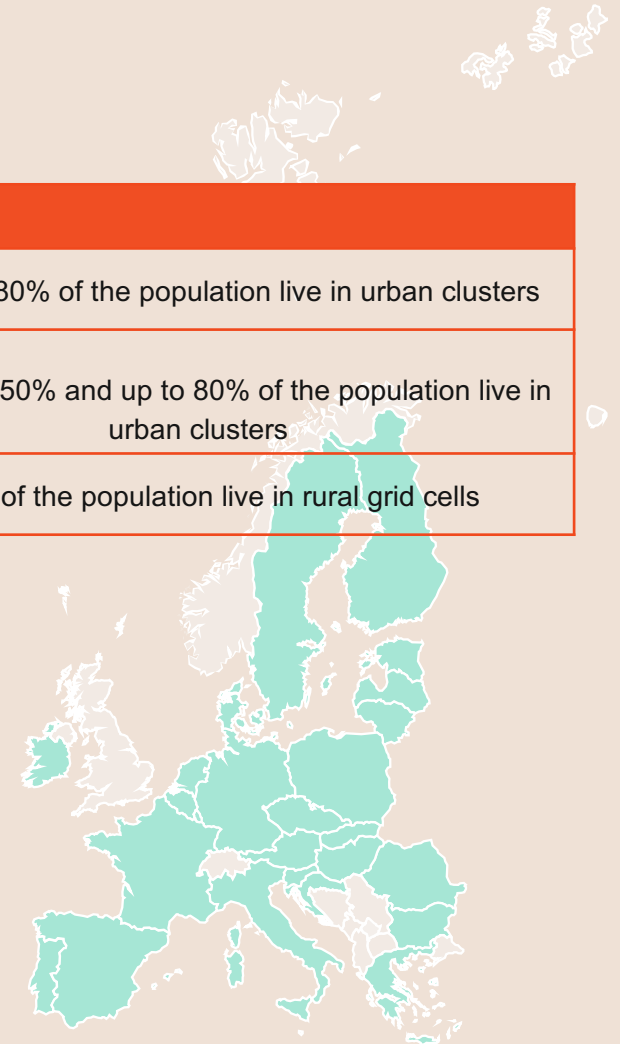 80% of the population live in urban clusters
50% and up to 80% of the population live in
urban clusters
of the population live in rural grid cells